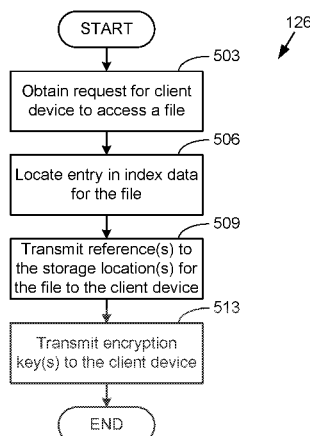 START
126
503
Obtain request for client
device to access a file
506
Locate entry in index data
for the file
509
Transmit reference(s) to
the storage location(s) for
the file to the client device
513
Transmit encryption
key(s) to the client device
END